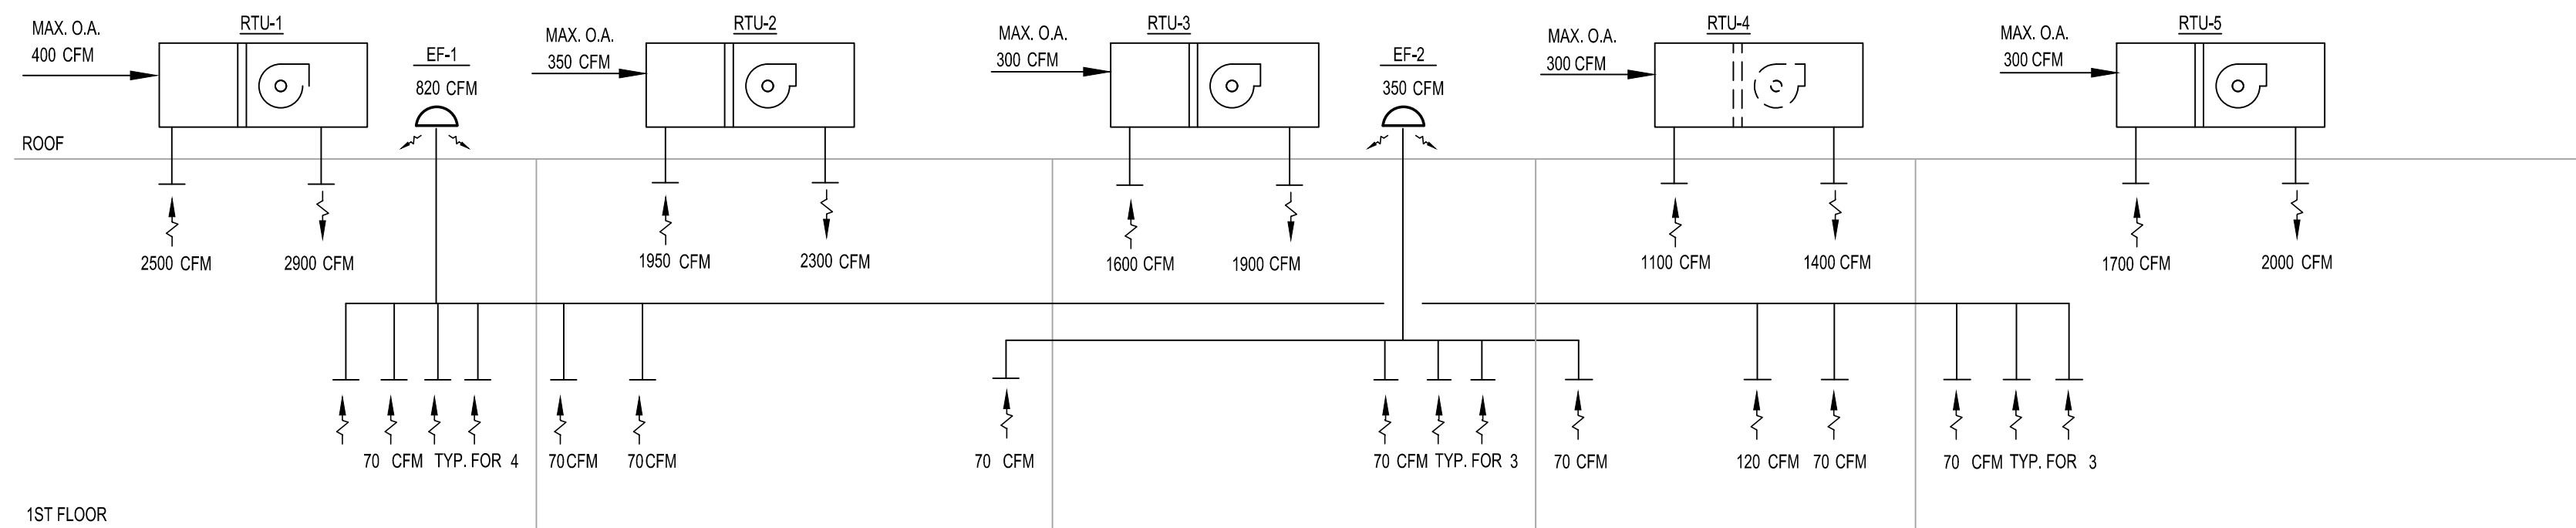 RTU-1
RTU-2
RTU-3
RTU-4
RTU-5
MAX. O.A.
400 CFM
EF-1
820 CFM
MAX. O.A.
350 CFM
MAX. O.A.
300 CFM
EF-2
350 CFM
MAX. O.A.
300 CFM
MAX. O.A.
300 CFM
ROOF
2500 CFM
2900 CFM
1950 CFM
2300 CFM
1600 CFM
1900 CFM
1100 CFM
1400 CFM
1700 CFM
2000 CFM
70 CFM TYP. FOR 4
70 CFM
70 CFM
70 CFM
70 CFM TYP. FOR 3
70 CFM
120 CFM
70 CFM
70 CFM TYP. FOR 3
1ST FLOOR